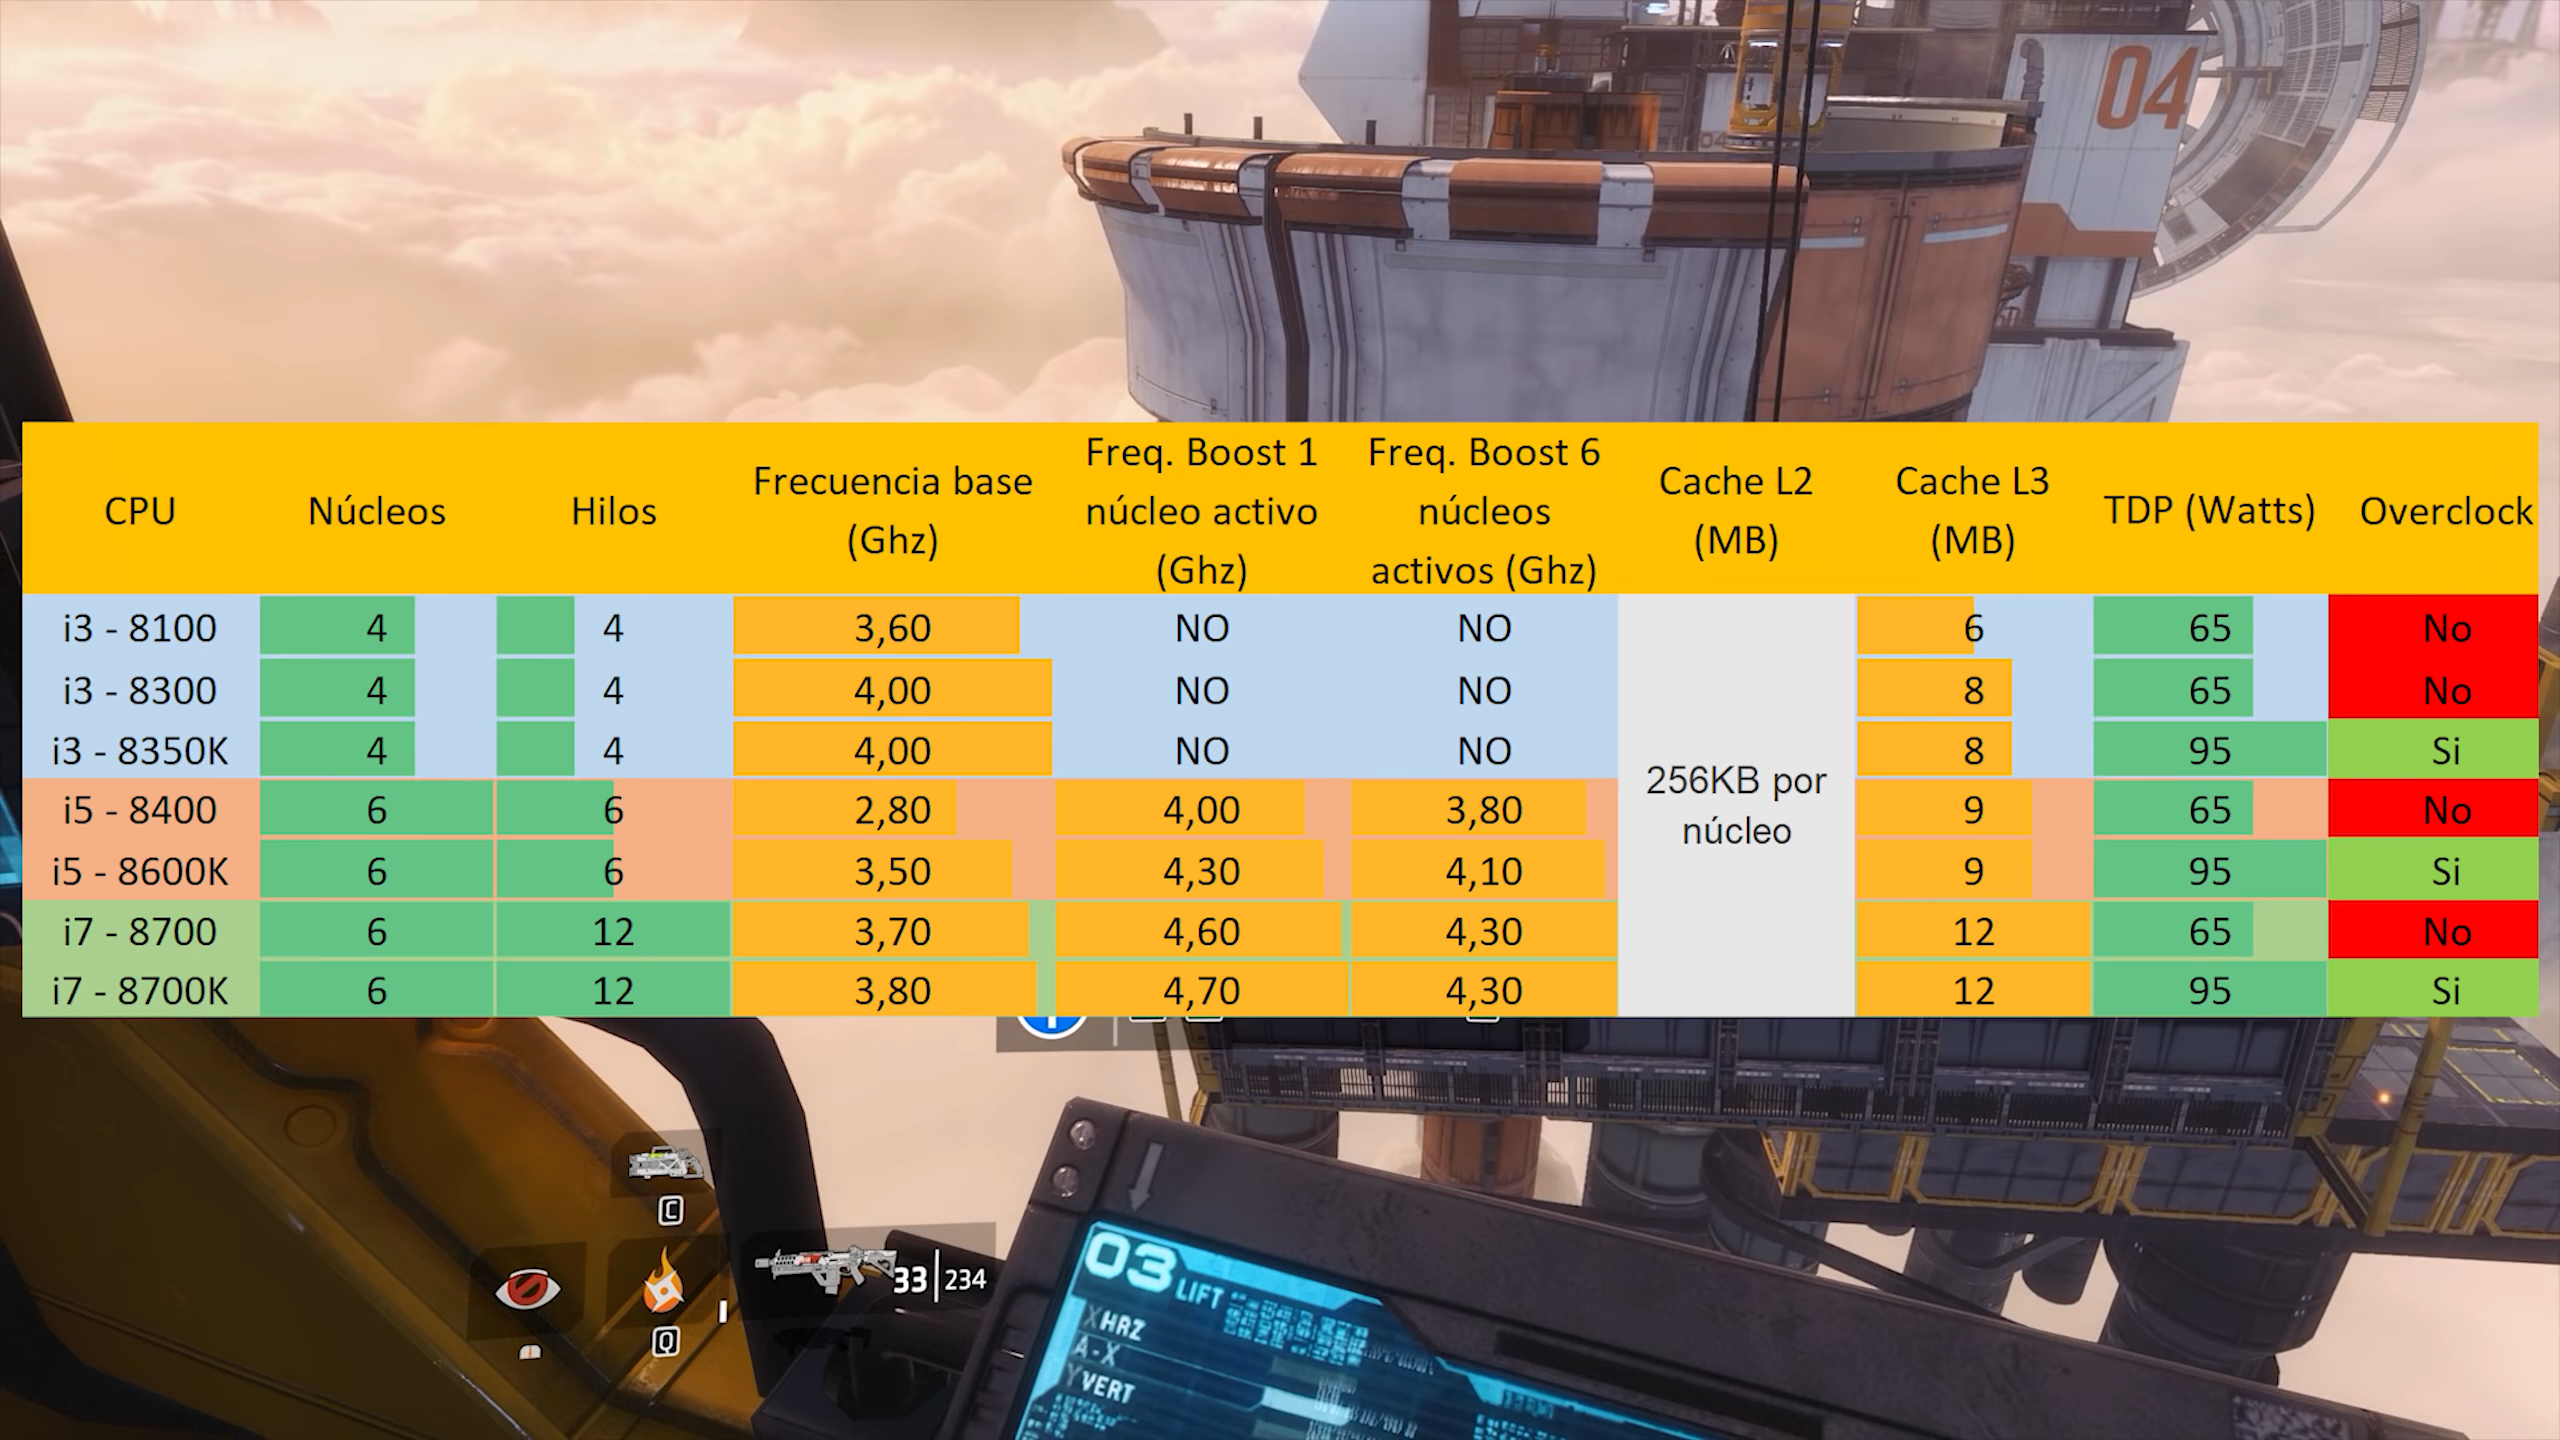 04
CPU Núcleos Hilos Frecuencia base (Ghz) Freq. Boost 1 núcleo activo (Ghz) Freq. Boost 6 núcleos activos (Ghz) Cache L2 (MB) Cache L3 (MB) TDP (Watts) Overclock
i3 - 8100 4 4 3,60 NO NO 6 65 No
i3 - 8300 4 4 4,00 NO NO 8 65 No
i3 - 8350K 4 4 4,00 NO NO 8 95 Si
256KB por núcleo
i5 - 8400 6 6 2,80 4,00 3,80 9 65 No
i5 - 8600K 6 6 3,50 4,30 4,10 9 95 Si
i7 - 8700 6 12 3,70 4,60 4,30 12 65 No
i7 - 8700K 6 12 3,80 4,70 4,30 12 95 Si
C
33 234
Q
03 LIFT
X HRZ
A-X
Y VERT